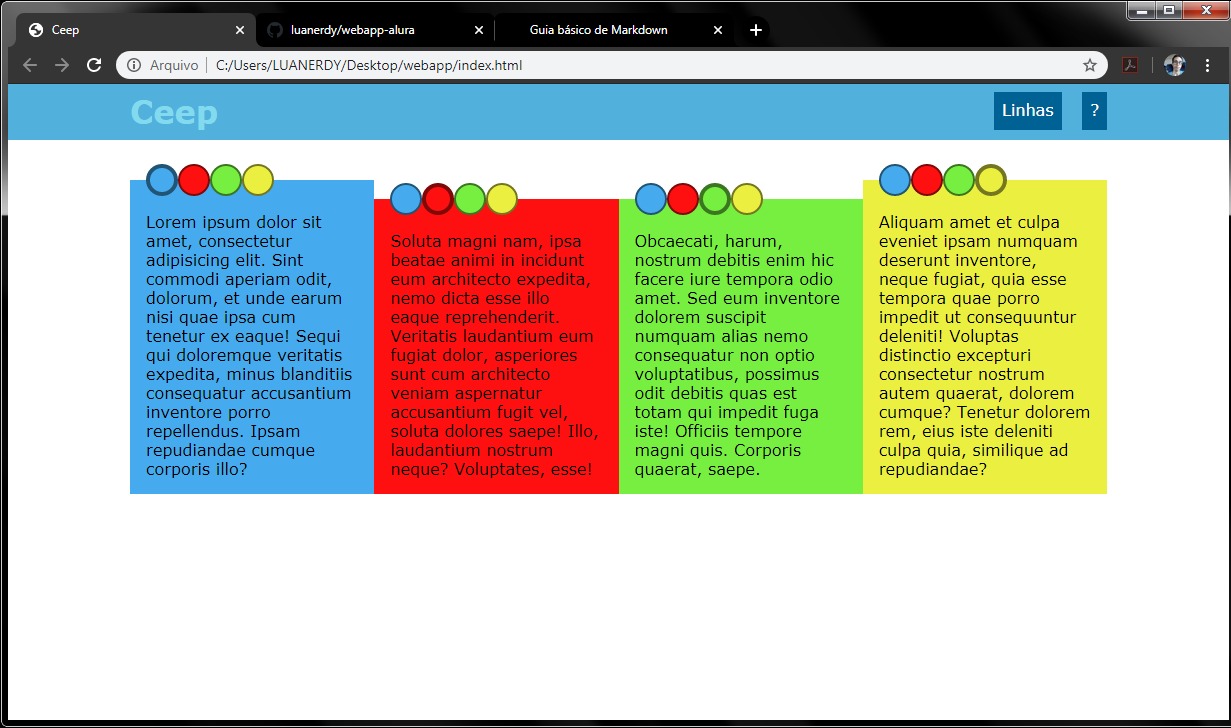 Ceep
luanerdy/webapp-alura
Guia básico de Markdown
Arquivo
C:/Users/LUANERDY/Desktop/webapp/index.html
Ceep
Linhas
?
Lorem ipsum dolor sit
amet, consectetur
adipisicing elit. Sint
commodi aperiam odit,
dolorum, et unde earum
nisi quae ipsa cum
tenetur ex eaque! Sequi
qui doloremque veritatis
expedita, minus blanditiis
consequatur accusantium
inventore porro
repellendus. Ipsam
repudiandae cumque
corporis illo?
Soluta magni nam, ipsa
beatae animi in incidunt
eum architecto expedita,
nemo dicta esse illo
eaque reprehenderit.
Veritatis laudantium eum
fugiat dolor, asperiores
sunt cum architecto
veniam aspernatur
accusantium fugit vel,
soluta dolores saepe! Illo,
laudantium nostrum
neque? Voluptates, esse!
Obcaecati, harum,
nostrum debitis enim hic
facere iure tempora odio
amet. Sed eum inventore
dolorem suscipit
numquam alias nemo
consequatur non optio
voluptatibus, possimus
odit debitis quas est
totam qui impedit fuga
iste! Officiis tempore
magni quis. Corporis
quaerat, saepe.
Aliquam amet et culpa
eveniet ipsam numquam
deserunt inventore,
neque fugiat, quia esse
tempora quae porro
impedit ut consequuntur
deleniti! Voluptas
distinctio excepturi
consectetur nostrum
autem quaerat, dolorem
cumque? Tenetur dolorem
rem, eius iste deleniti
culpa quia, similique ad
repudiandae?